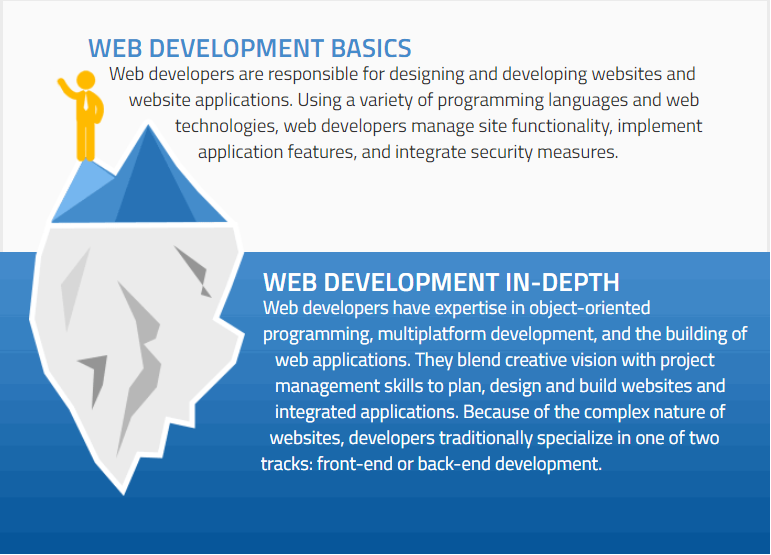 WEB DEVELOPMENT BASICS
Web developers are responsible for designing and developing websites and
website applications. Using a variety of programming languages and web
technologies, web developers manage site functionality, implement
application features, and integrate security measures.
WEB DEVELOPMENT IN-DEPTH
Web developers have expertise in object-oriented
programming, multiplatform development, and the building of
web applications. They blend creative vision with project
management skills to plan, design and build websites and
integrated applications. Because of the complex nature of
websites, developers traditionally specialize in one of two
tracks: front-end or back-end development.